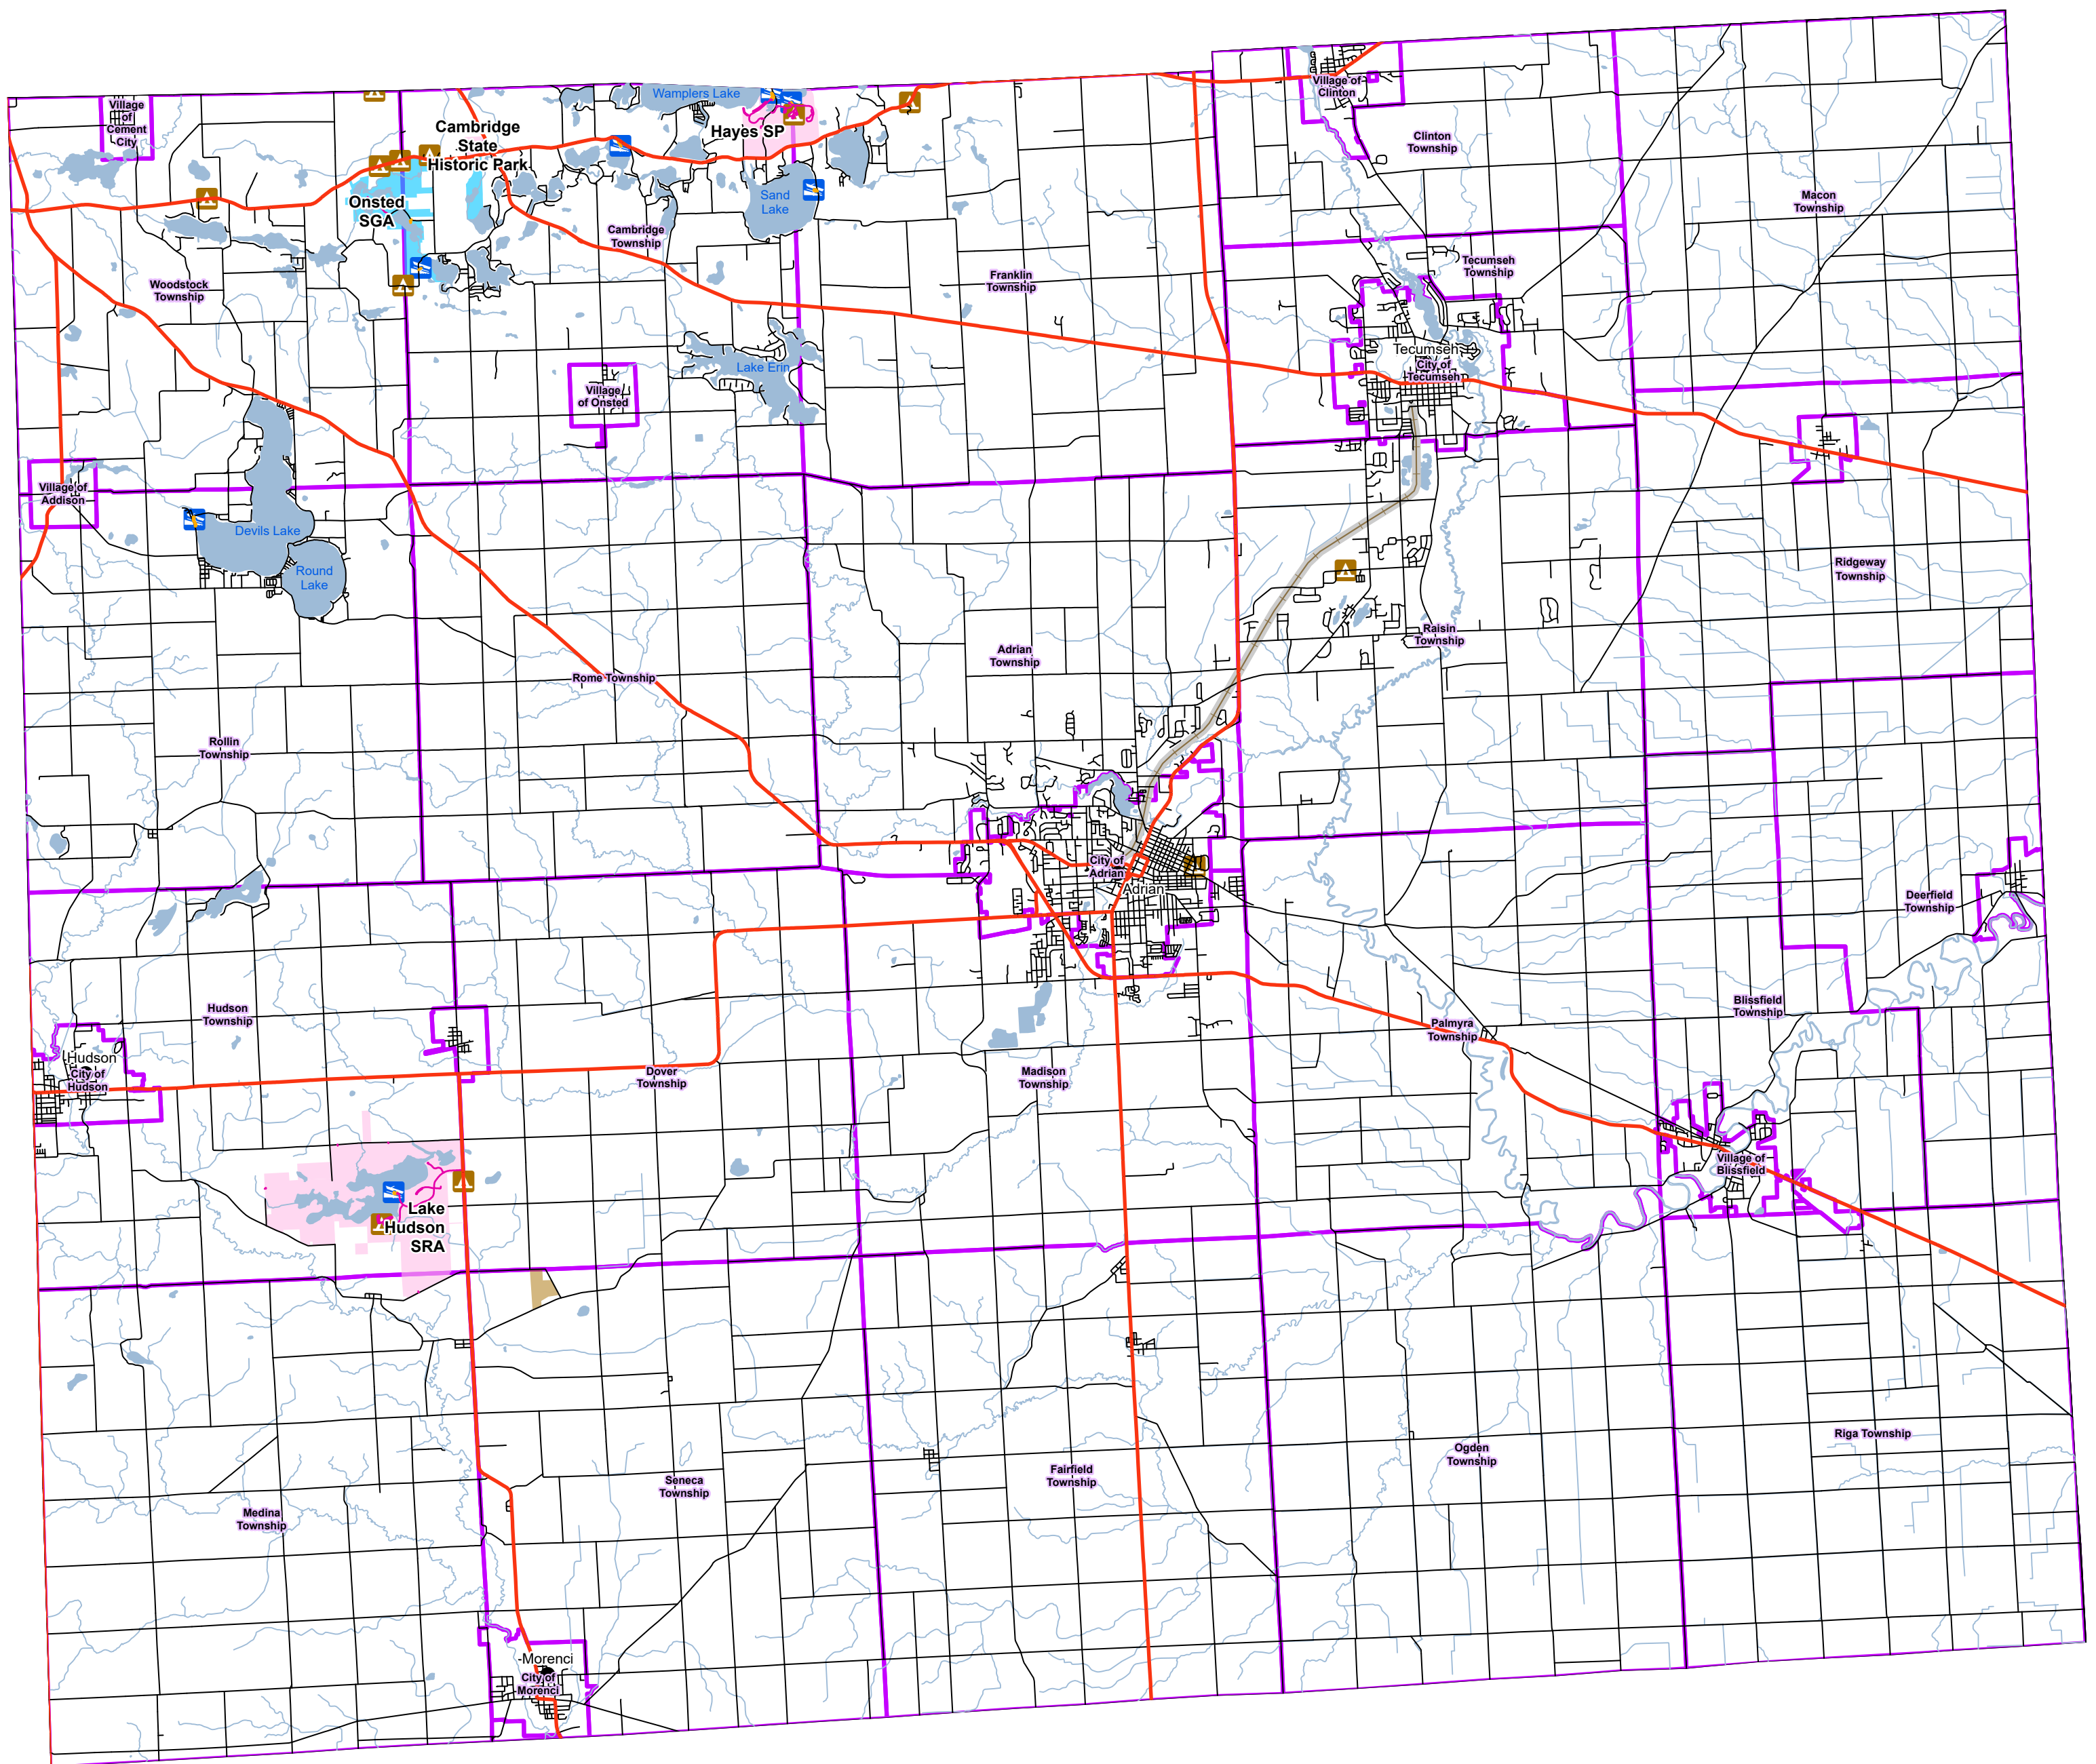 Village
of
Cement
City
Cambridge
State
Historic Park
Onsted
SGA
Wamplers Lake
Hayes SP
Sand
Lake
Village of
Clinton
Clinton
Township
Macon
Township
Woodstock
Township
Cambridge
Township
Franklin
Township
Tecumseh
Township
Tecumseh
City of
Tecumseh
Lake Erin
Village
of Onsted
Village of
Addison
Devils Lake
Round
Lake
Ridgeway
Township
Raisin
Township
Adrian
Township
Rome Township
Rollin
Township
City of
Adrian
Adrian
Deerfield
Township
Hudson
Township
Blissfield
Township
Palmyra
Township
Hudson
City of
Hudson
Dover
Township
Madison
Township
Village of
Blissfield
Lake
Hudson
SRA
Riga Township
Ogden
Township
Fairfield
Township
Seneca
Township
Medina
Township
Morenci
City of
Morenci